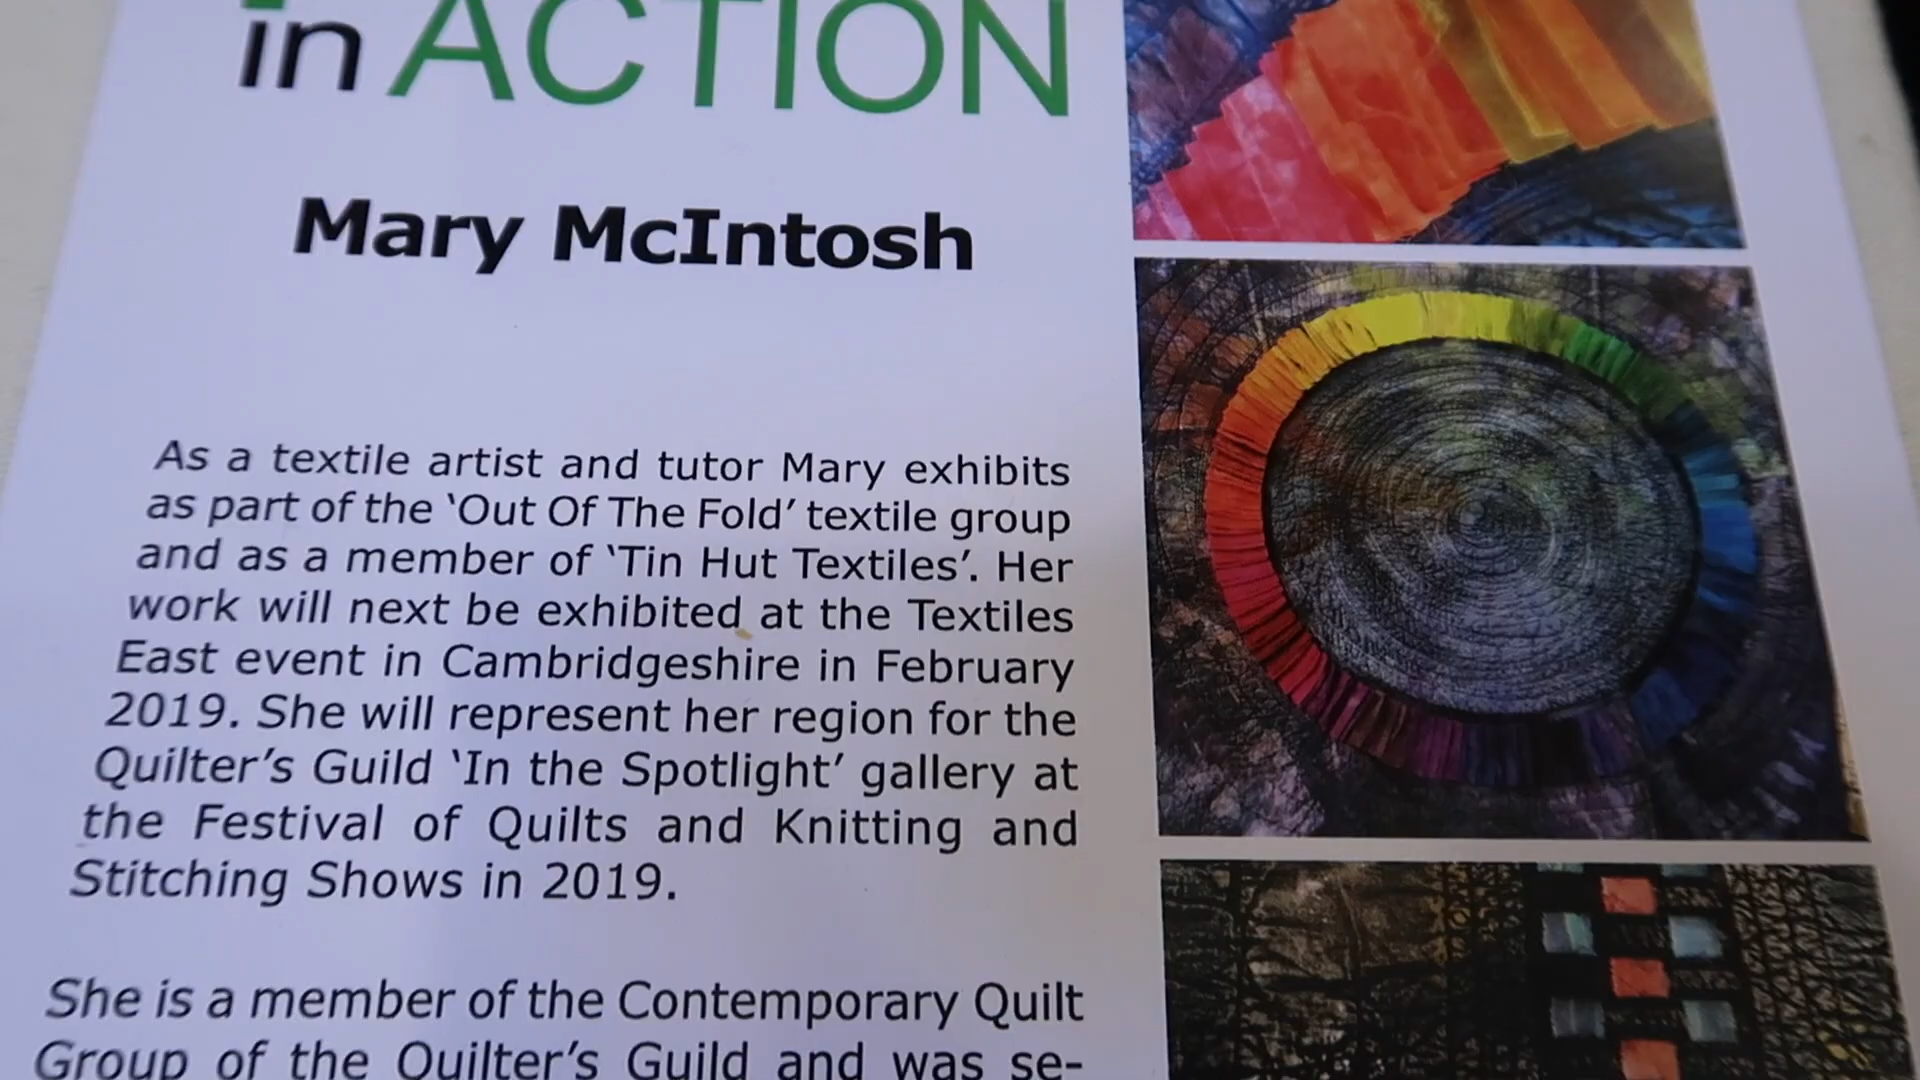 in ACTION
Mary McIntosh
As a textile artist and tutor Mary exhibits
as part of the ‘Out Of The Fold’ textile group
and as a member of ‘Tin Hut Textiles’. Her
work will next be exhibited at the Textiles
East event in Cambridgeshire in February
2019. She will represent her region for the
Quilter’s Guild ‘In the Spotlight’ gallery at
the Festival of Quilts and Knitting and
Stitching Shows in 2019.
She is a member of the Contemporary Quilt
Group of the Quilter’s Guild and was se-